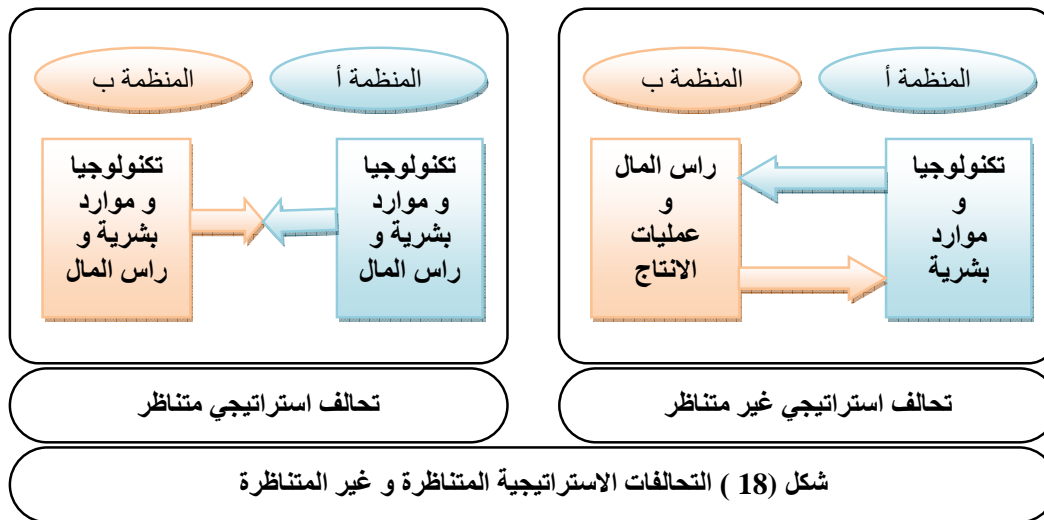 المنظمة أ
المنظمة ب
تكنولوجيا
و
موارد
بشرية
راس المال
و
عمليات
الانتاج
تحالف استراتيجي غير متناظر
المنظمة أ
المنظمة ب
تكنولوجيا
و موارد
بشرية و
راس المال
تكنولوجيا
و موارد
بشرية و
راس المال
تحالف استراتيجي متناظر
شكل (18 ) التحالفات الاستراتيجية المتناظرة و غير المتناظرة